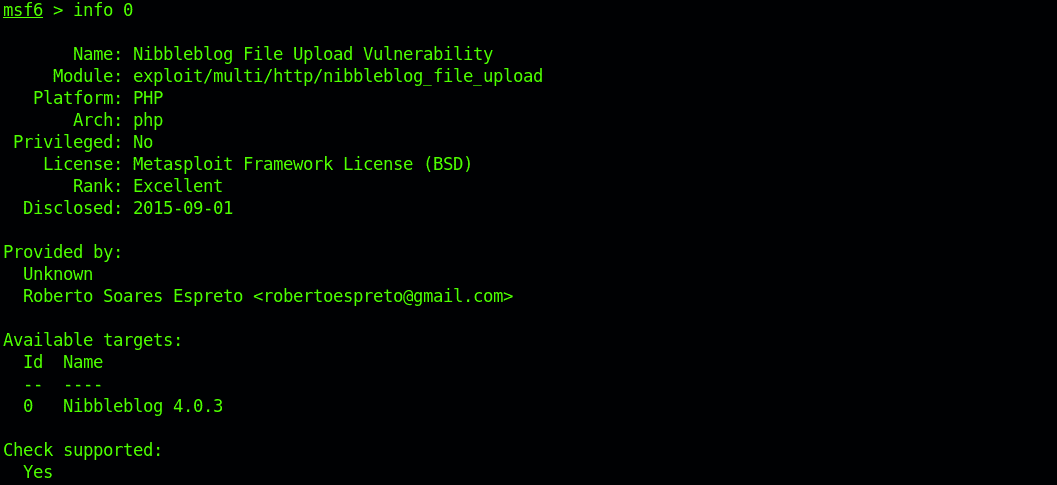 msf6 > info 0
Name: Nibbleblog File Upload Vulnerability
Module: exploit/multi/http/nibbleblog_file_upload
Platform: PHP
Arch: php
Privileged: No
License: Metasploit Framework License (BSD)
Rank: Excellent
Disclosed: 2015-09-01
Provided by:
Unknown
Roberto Soares Espreto <robertoespreto@gmail.com>
Available targets:
Id  Name
--  ----
0   Nibbleblog 4.0.3
Check supported:
Yes